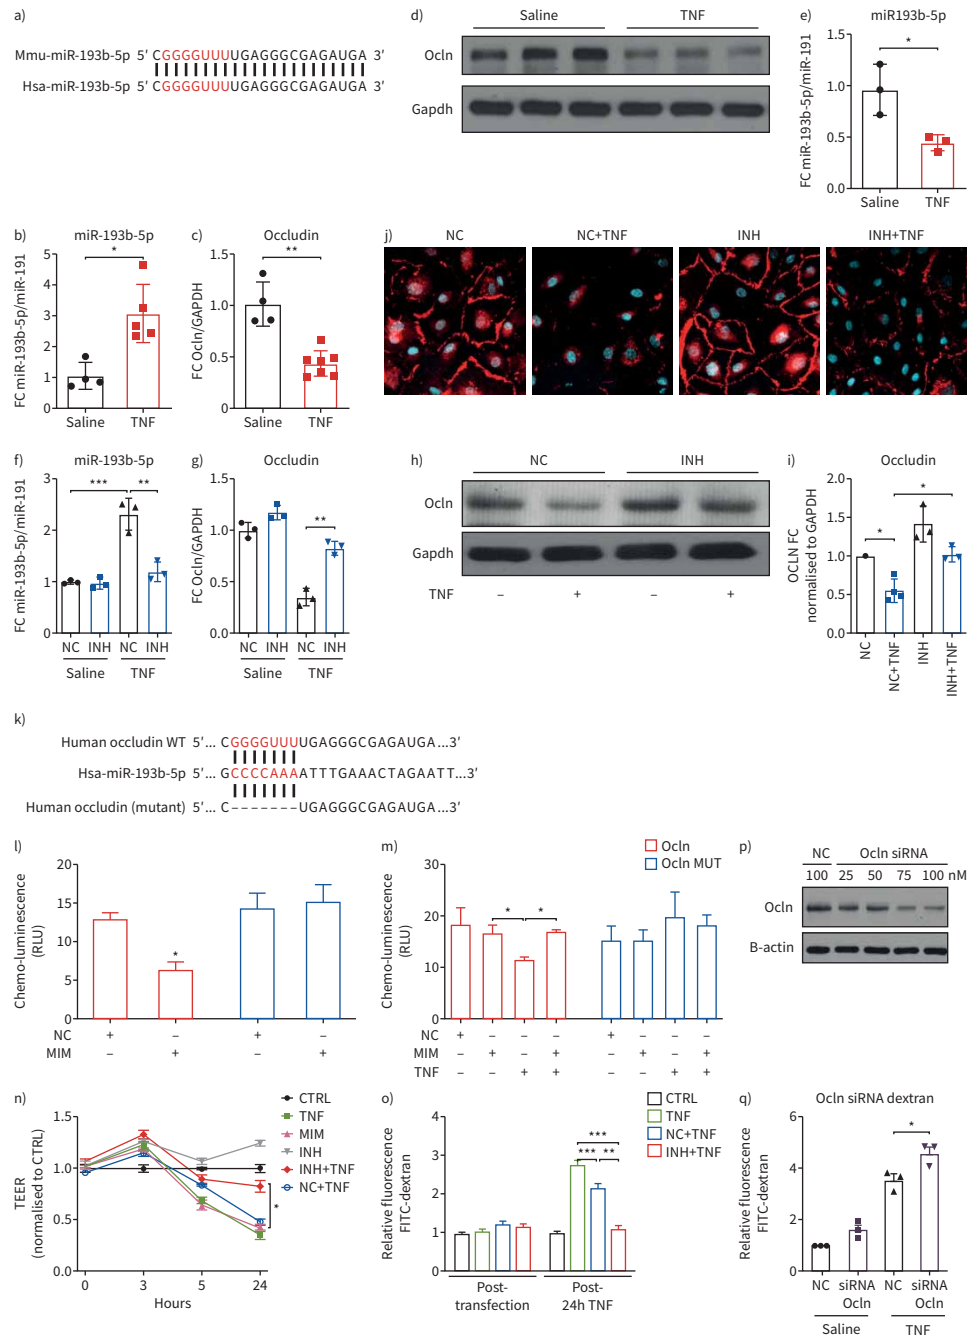 a)
Mmu-miR-193b-5p 5′ CGGGGUUUUGAGGGCGAGAUGA 3′
Hsa-miR-193b-5p 5′ CGGGGUUUUGAGGGCGAGAUGA 3′
d)
Saline TNF
Ocln
Gapdh
e)
miR193b-5p
FC miR-193b-5p/miR-191
1.5
1.0
0.5
0.0
*
Saline TNF
b)
miR-193b-5p
FC miR-193b-5p/miR-191
5
4
3
2
1
0
*
Saline TNF
c)
Occludin
FC Ocln/GAPDH
1.5
1.0
0.5
0.0
**
Saline TNF
j)
NC NC+TNF INH INH+TNF
f)
miR-193b-5p
FC miR-193b-5p/miR-191
3
2
1
0
*** **
NC INH NC INH
Saline TNF
g)
Occludin
FC Ocln/GAPDH
1.5
1.0
0.5
0.0
**
NC INH NC INH
Saline TNF
h)
NC INH
Ocln
Gapdh
TNF – + – +
i)
Occludin
OCLN FC
normalised to GAPDH
2.0
1.5
1.0
0.5
0.0
* *
NC NC+TNF INH INH+TNF
k)
Human occludin WT 5′... CGGGGUUUUGAGGGCGAGAUGA...3′
Hsa-miR-193b-5p 5′... GCCCCAAAATTTGAAACTAGAATT...3′
Human occludin (mutant) 5′... C–––––––UGAGGGCGAGAUGA...3′
l)
Chemo-luminescence
(RLU)
20
15
10
5
0
*
NC + – + –
MIM – + – +
m)
Ocln
Ocln MUT
Chemo-luminescence
(RLU)
30
20
10
0
* *
NC + – – – + – – –
MIM – + – + – + – +
TNF – – + + – – + +
p)
NC Ocln siRNA
100 25 50 75 100 nM
Ocln
B-actin
n)
TEER
(normalised to CTRL)
1.5
1.0
0.5
0.0
0 3 5 24
Hours
CTRL
TNF
MIM
INH
INH+TNF
NC+TNF
*
o)
Relative fluorescence
FITC-dextran
4
3
2
1
0
CTRL
TNF
NC+TNF
INH+TNF
***
*** **
Post-
transfection
Post-
24h TNF
q)
Ocln siRNA dextran
Relative fluorescence
FITC-dextran
6
4
2
0
*
NC siRNA
Ocln NC siRNA
Ocln
Saline TNF